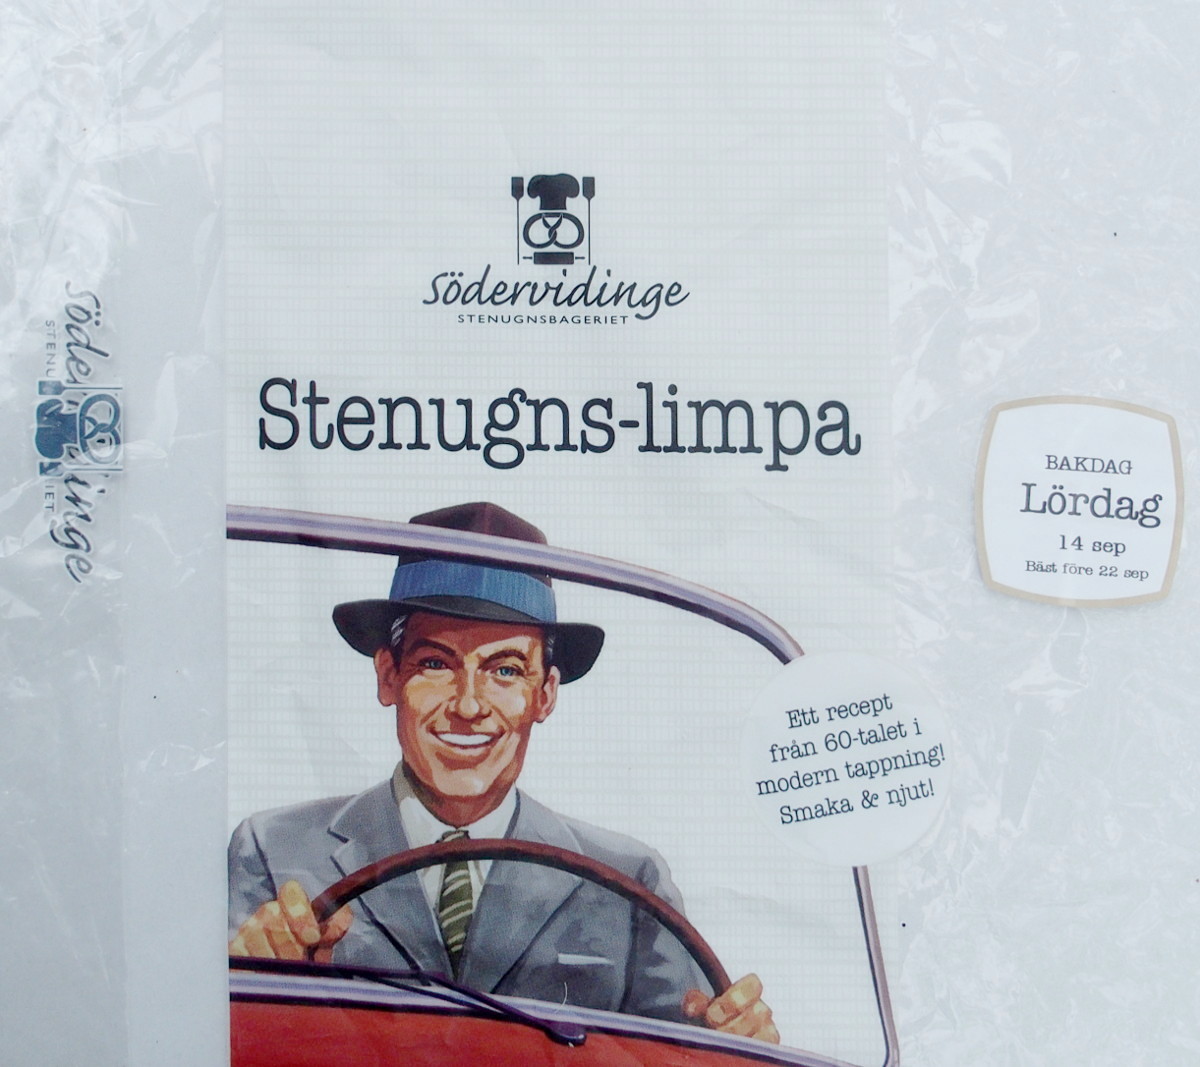 Södervidinge
STENUGNSBAGERIET
Stenugns-limpa
Ett recept
från 60-talet i
modern tappning!
Smaka & njut!
BAKDAG
Lördag
14 sep
Bäst före 22 sep